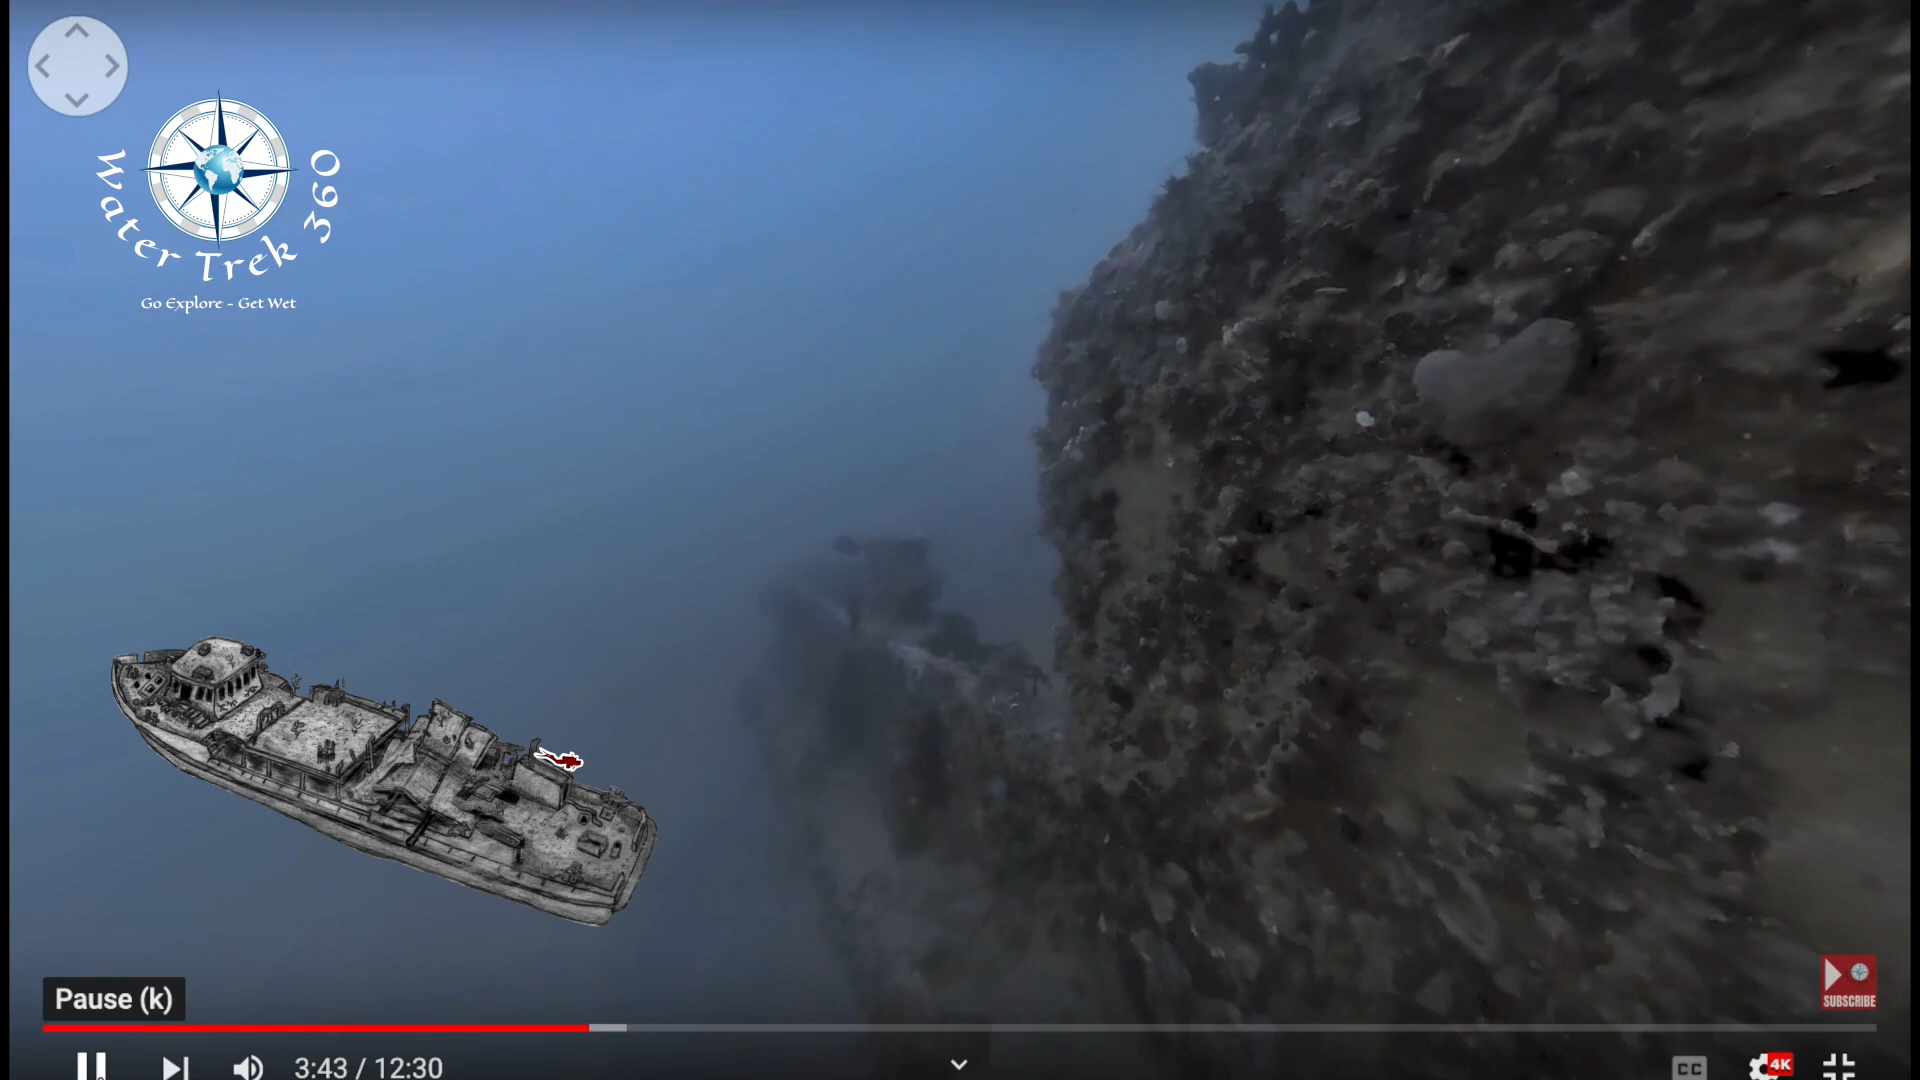 Water Trek 360
Go Explore - Get Wet
SUBSCRIBE
Pause (k)
3:43 / 12:30
CC
4K